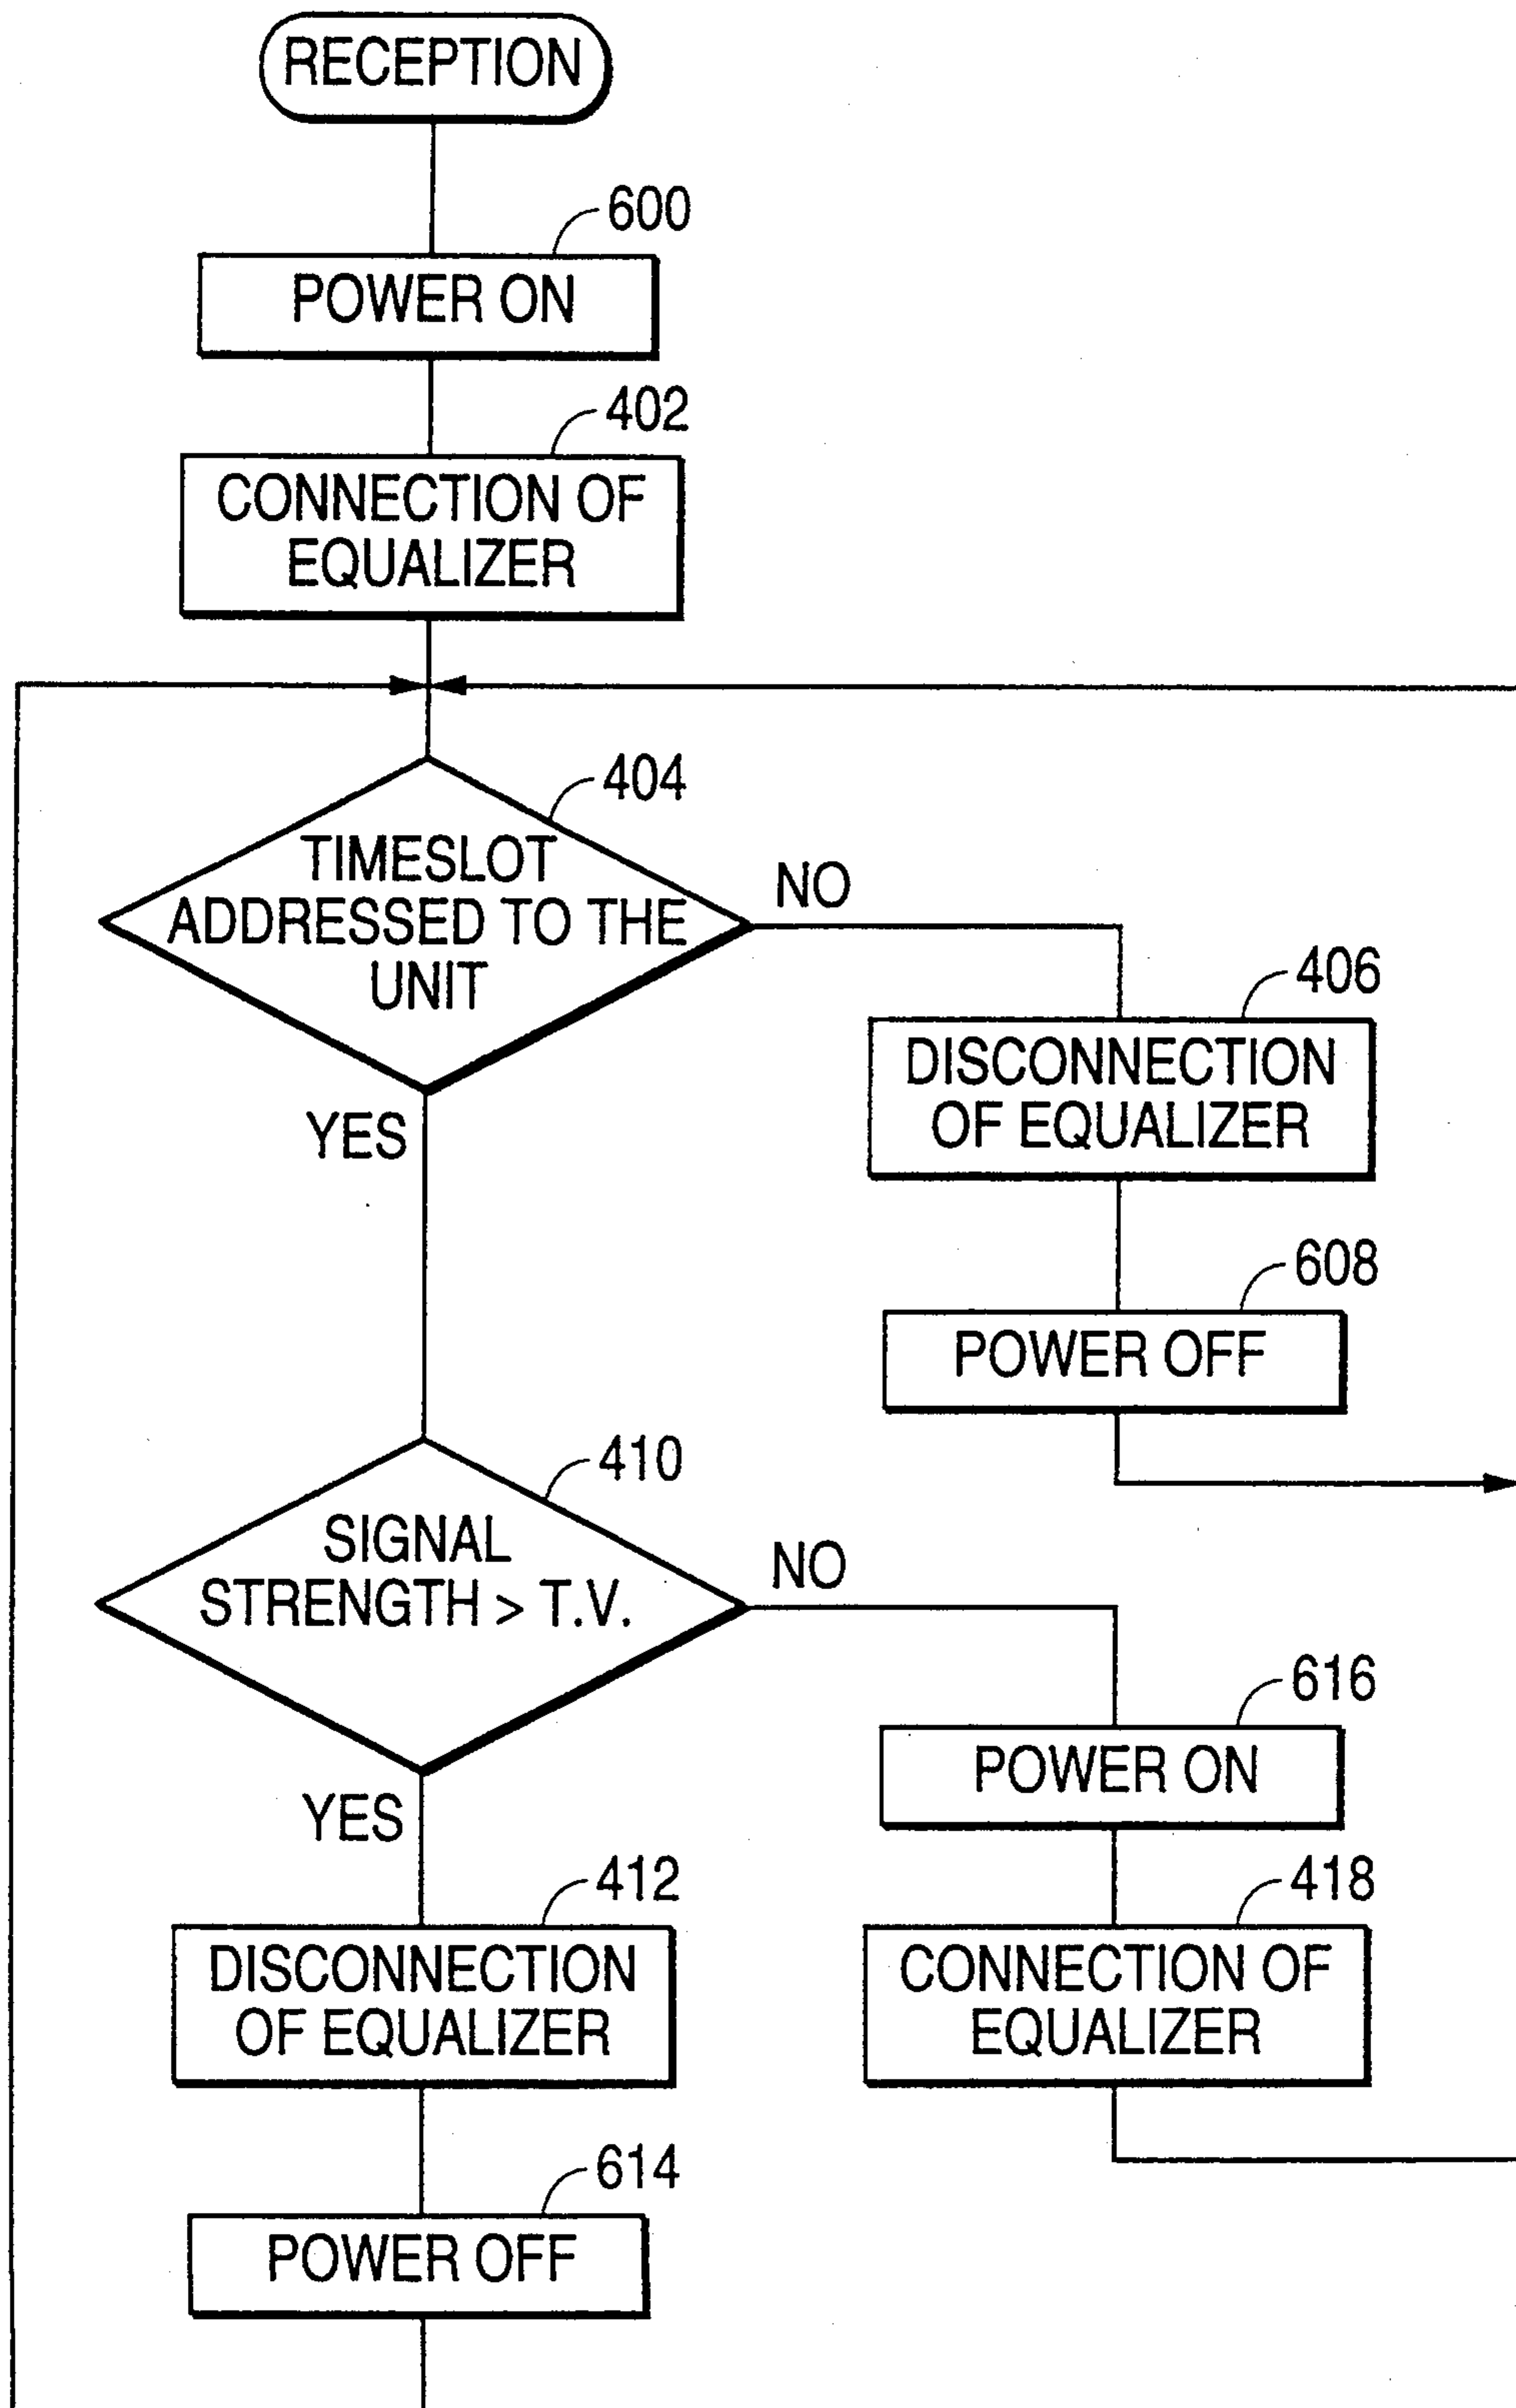 RECEPTION
600
POWER ON
402
CONNECTION OF
EQUALIZER
404
TIMESLOT
ADDRESSED TO THE
UNIT
NO
YES
406
DISCONNECTION
OF EQUALIZER
608
POWER OFF
410
SIGNAL
STRENGTH > T.V.
NO
YES
616
POWER ON
418
CONNECTION OF
EQUALIZER
412
DISCONNECTION
OF EQUALIZER
614
POWER OFF